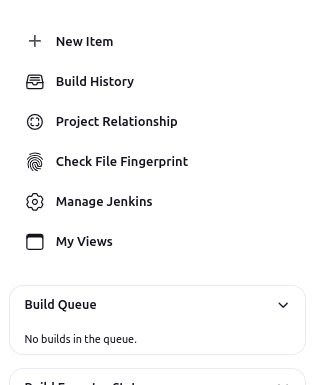 New Item
Build History
Project Relationship
Check File Fingerprint
Manage Jenkins
My Views
Build Queue
No builds in the queue.